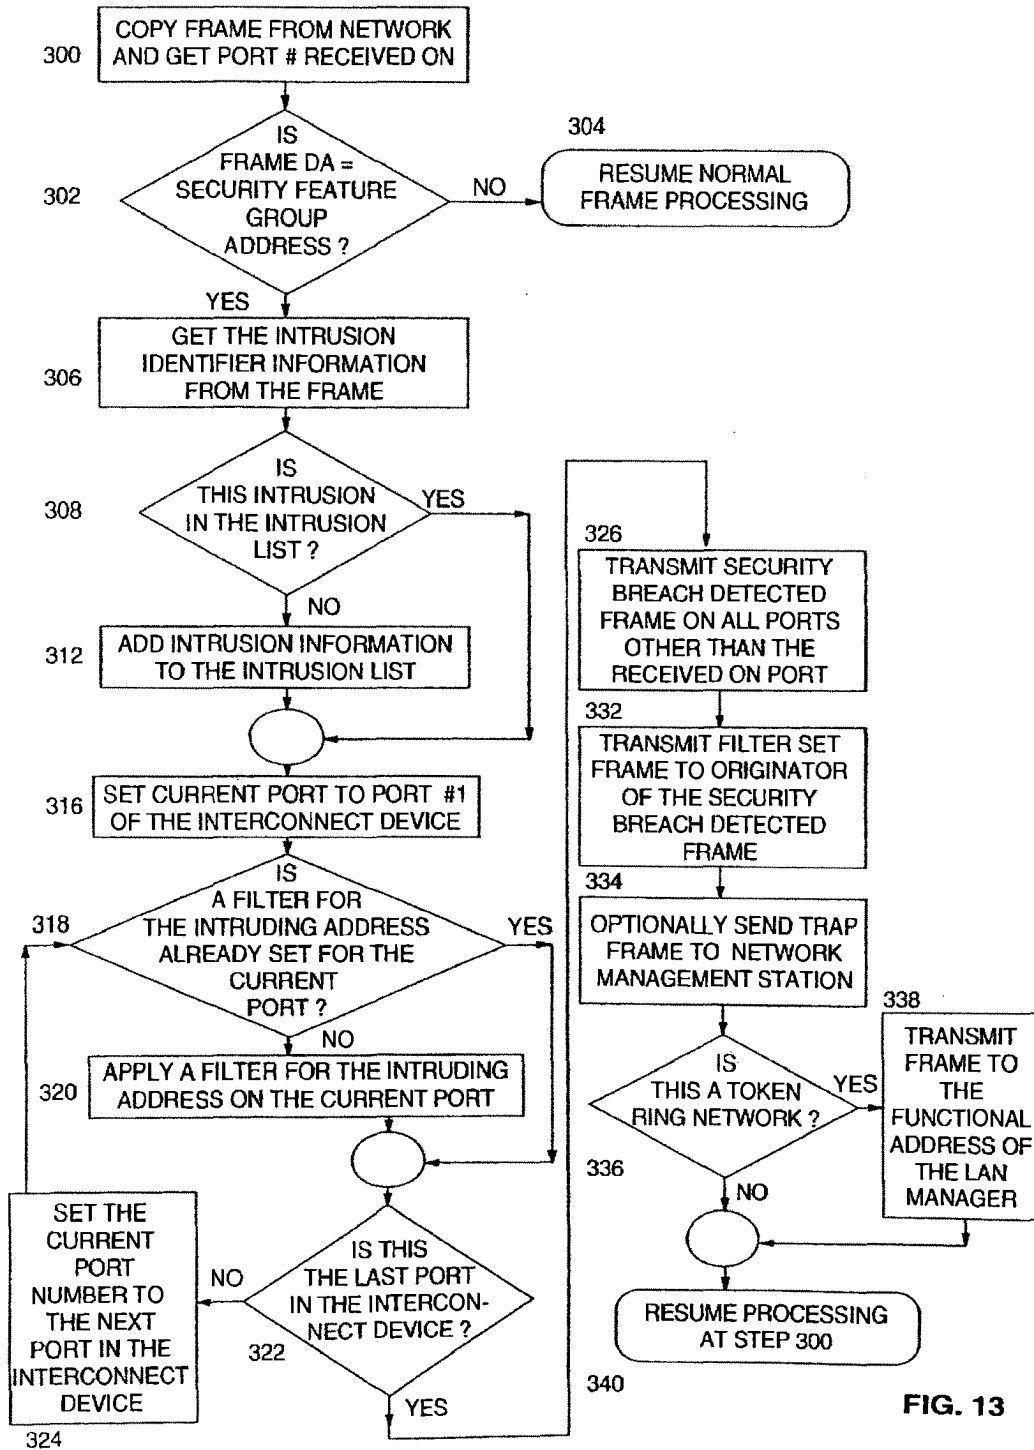 300
COPY FRAME FROM NETWORK
AND GET PORT # RECEIVED ON
302
IS
FRAME DA =
SECURITY FEATURE
GROUP
ADDRESS ?
NO
304
RESUME NORMAL
FRAME PROCESSING
YES
306
GET THE INTRUSION
IDENTIFIER INFORMATION
FROM THE FRAME
308
IS
THIS INTRUSION
IN THE INTRUSION
LIST ?
YES
NO
312
ADD INTRUSION INFORMATION
TO THE INTRUSION LIST
316
SET CURRENT PORT TO PORT #1
OF THE INTERCONNECT DEVICE
318
IS
A FILTER FOR
THE INTRUDING ADDRESS
ALREADY SET FOR THE
CURRENT
PORT ?
YES
NO
320
APPLY A FILTER FOR THE INTRUDING
ADDRESS ON THE CURRENT PORT
322
IS THIS
THE LAST PORT
IN THE INTERCON-
NECT DEVICE ?
NO
YES
SET THE
CURRENT
PORT
NUMBER TO
THE NEXT
PORT IN THE
INTERCONNECT
DEVICE
324
326
TRANSMIT SECURITY
BREACH DETECTED
FRAME ON ALL PORTS
OTHER THAN THE
RECEIVED ON PORT
332
TRANSMIT FILTER SET
FRAME TO ORIGINATOR
OF THE SECURITY
BREACH DETECTED
FRAME
334
OPTIONALLY SEND TRAP
FRAME TO NETWORK
MANAGEMENT STATION
336
IS
THIS A TOKEN
RING NETWORK ?
YES
NO
338
TRANSMIT
FRAME TO
THE
FUNCTIONAL
ADDRESS OF
THE LAN
MANAGER
RESUME PROCESSING
AT STEP 300
340
FIG. 13